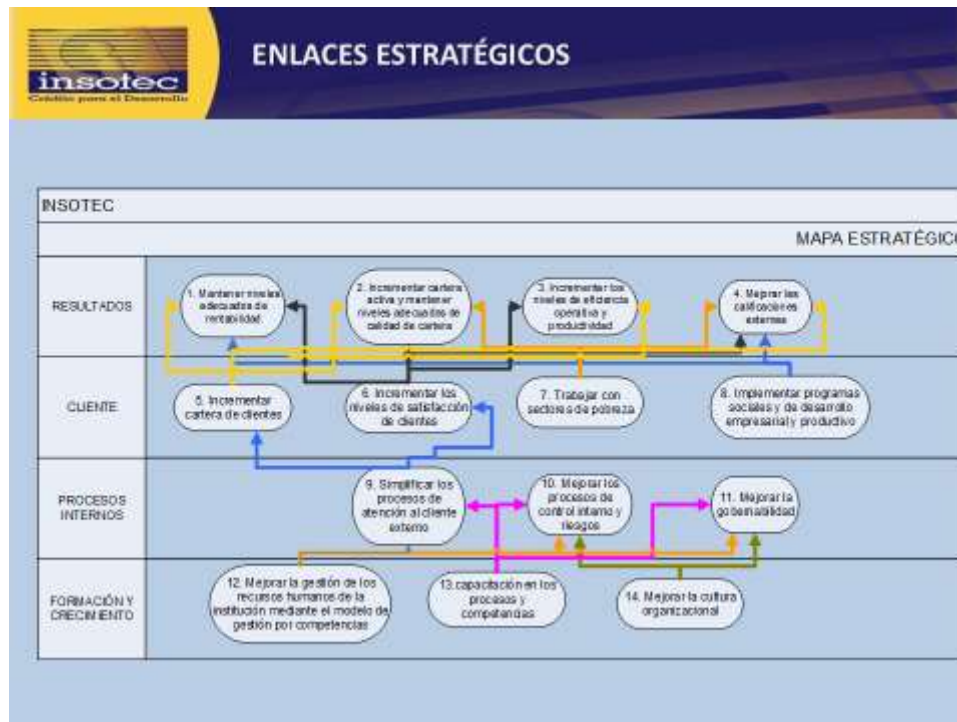 insotec
Crédito para el Desarrollo
ENLACES ESTRATÉGICOS
INSOTEC
MAPA ESTRATÉGICO
RESULTADOS
1. Mantener niveles
adecuados de
rentabilidad.
2. Incrementar cartera
activa y mantener
niveles adecuados de
calidad de cartera
3. Incrementar los
niveles de eficiencia
operativa y
productividad
4. Mejorar las
calificaciones
externas
CLIENTE
5. Incrementar
cartera de clientes
6. Incrementar los
niveles de satisfacción
de clientes
7. Trabajar con
sectores de pobreza
8. Implementar programas
sociales y de desarrollo
empresarial y productivo
PROCESOS
INTERNOS
9. Simplificar los
procesos de
atención al cliente
externo
10. Mejorar los
procesos de
control interno y
riesgos
11. Mejorar la
gobernabilidad
FORMACIÓN Y
CRECIMIENTO
12. Mejorar la gestión de los
recursos humanos de la
institución mediante el modelo de
gestión por competencias
13.capacitación en los
procesos y
competencias
14. Mejorar la cultura
organizacional